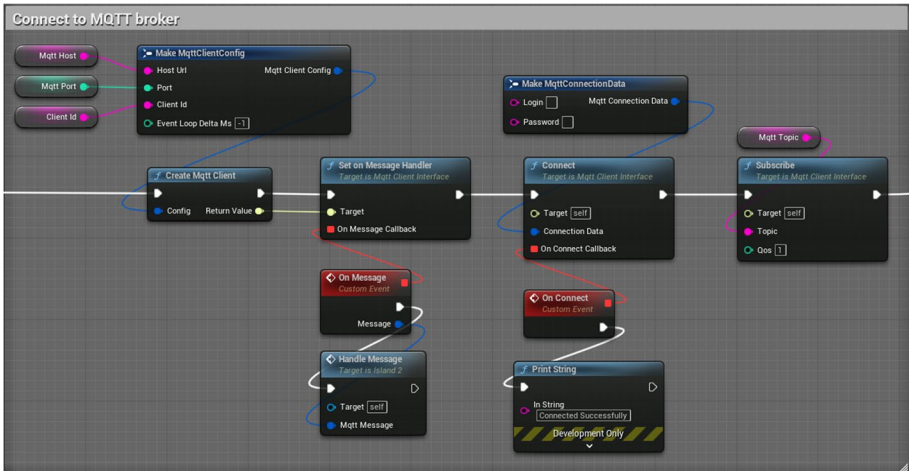 Connect to MQTT broker
Mqtt Host
Mqtt Port
Client Id
Make MqttClientConfig
Host Url
Mqtt Client Config
Port
Client Id
Event Loop Delta Ms -1
Make MqttConnectionData
Login
Mqtt Connection Data
Password
Mqtt Topic
Create Mqtt Client
Config
Return Value
Set on Message Handler
Target is Mqtt Client Interface
Target
On Message Callback
Connect
Target is Mqtt Client Interface
Target self
Connection Data
On Connect Callback
Subscribe
Target is Mqtt Client Interface
Target self
Topic
Qos 1
On Message
Custom Event
Message
On Connect
Custom Event
Handle Message
Target is Island 2
Target self
Mqtt Message
Print String
In String
Connected Successfully
Development Only